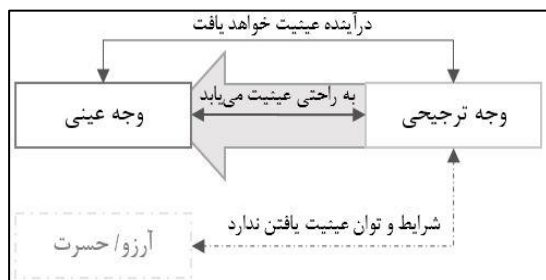 درآینده عینیت خواهد یافت
وجه ترجیحی
به راحتی عینیت می‌یابد
وجه عینی
شرایط و توان عینیت یافتن ندارد
آرزو/ حسرت